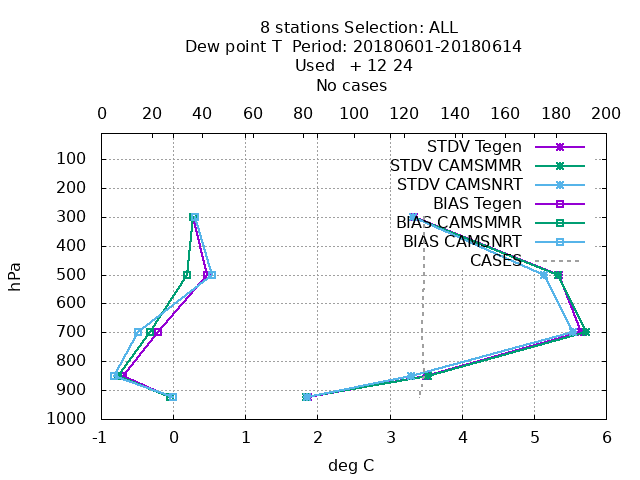 8 stations Selection: ALL
Dew point T  Period: 20180601-20180614
Used   + 12 24
No cases
0 20 40 60 80 100 120 140 160 180 200
STDV Tegen
STDV CAMSMMR
STDV CAMSNRT
BIAS Tegen
BIAS CAMSMMR
BIAS CAMSNRT
CASES
100
200
300
400
500
600
700
800
900
1000
hPa
-1 0 1 2 3 4 5 6
deg C